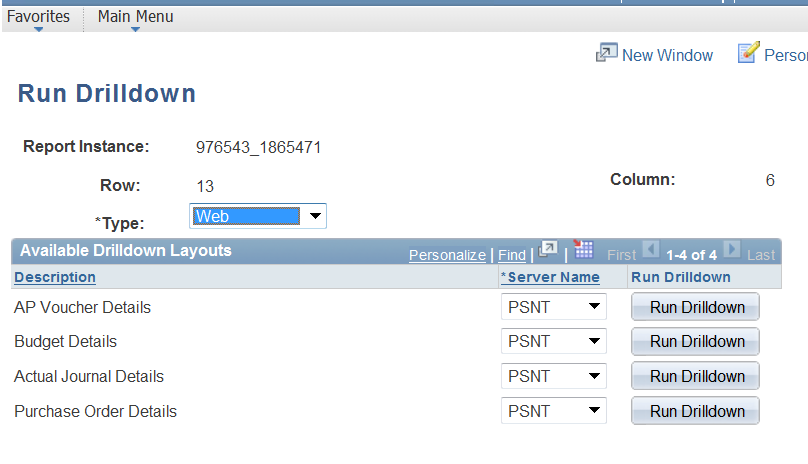 Favorites Main Menu
New Window
Run Drilldown
Report Instance: 976543_1865471
Row: 13 Column: 6
*Type: Web
Available Drilldown Layouts Personalize | Find | | First 1-4 of 4 Last
Description *Server Name Run Drilldown
AP Voucher Details PSNT Run Drilldown
Budget Details PSNT Run Drilldown
Actual Journal Details PSNT Run Drilldown
Purchase Order Details PSNT Run Drilldown